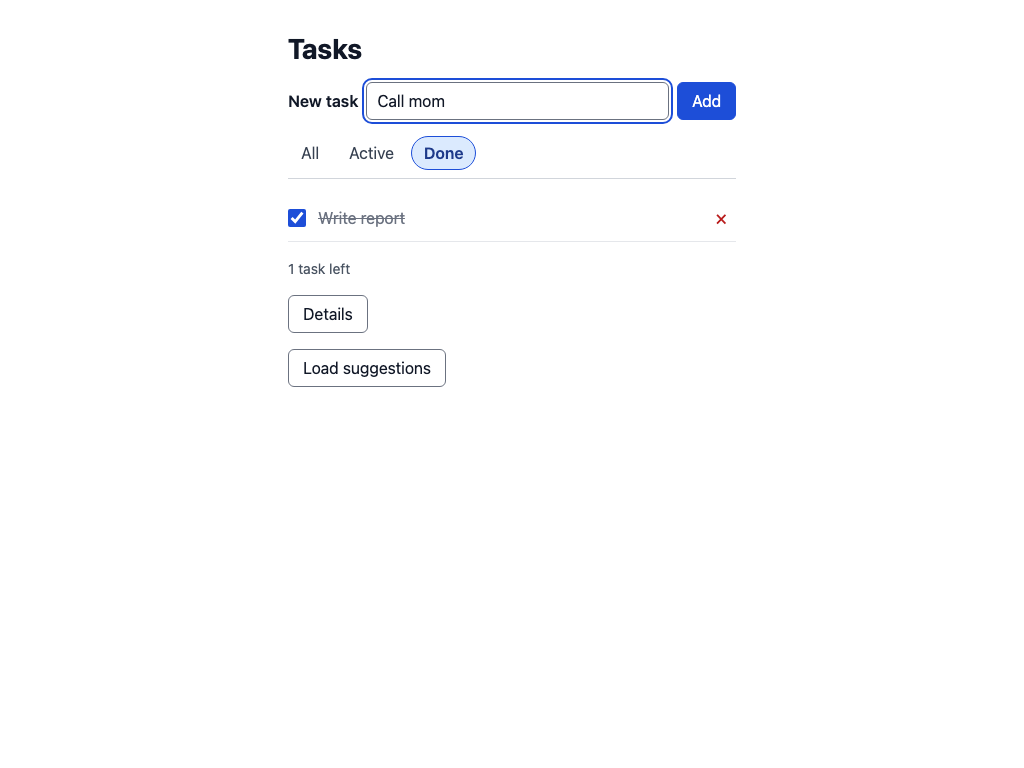 Tasks
New task Call mom Add
All Active Done
Write report ×
1 task left
Details
Load suggestions